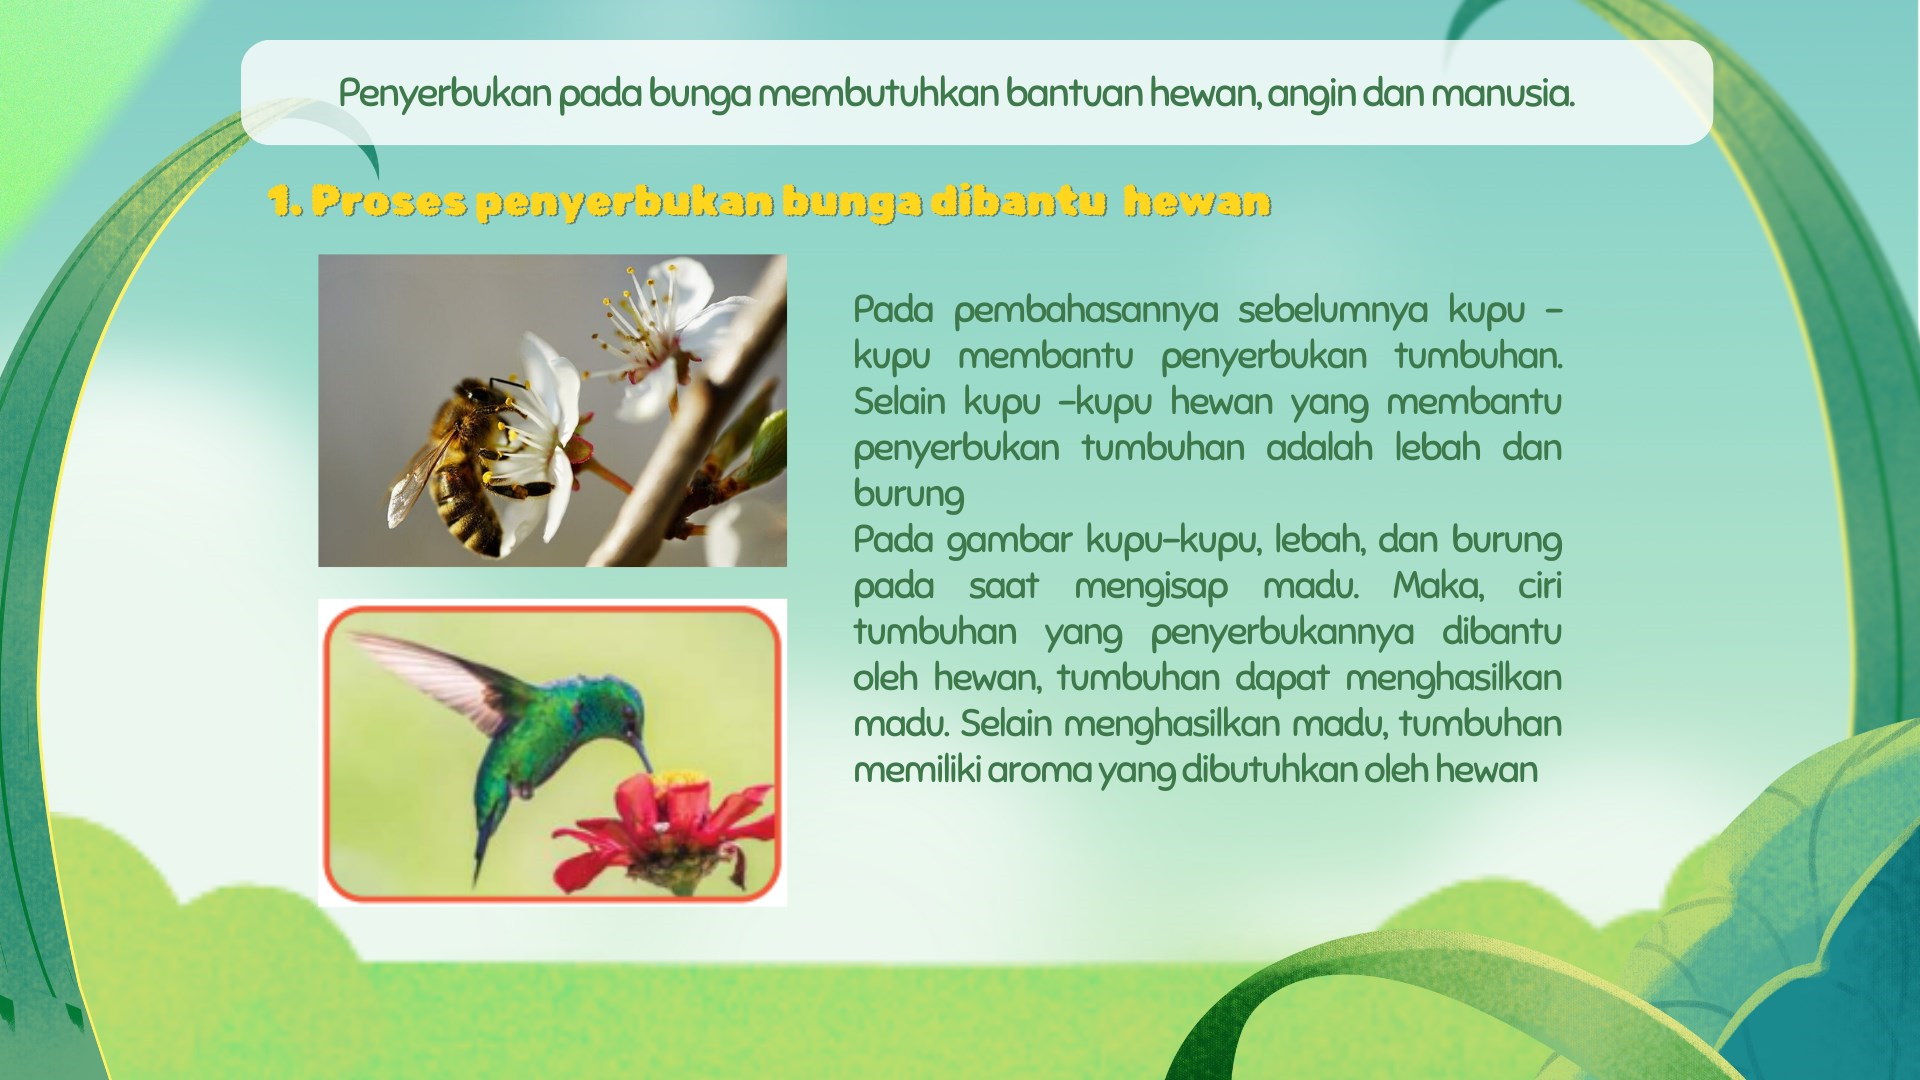 Penyerbukan pada bunga membutuhkan bantuan hewan, angin dan manusia.
1. Proses penyerbukan bunga dibantu hewan
Pada pembahasannya sebelumnya kupu -
kupu membantu penyerbukan tumbuhan.
Selain kupu -kupu hewan yang membantu
penyerbukan tumbuhan adalah lebah dan
burung
Pada gambar kupu-kupu, lebah, dan burung
pada saat mengisap madu. Maka, ciri
tumbuhan yang penyerbukannya dibantu
oleh hewan, tumbuhan dapat menghasilkan
madu. Selain menghasilkan madu, tumbuhan
memiliki aroma yang dibutuhkan oleh hewan